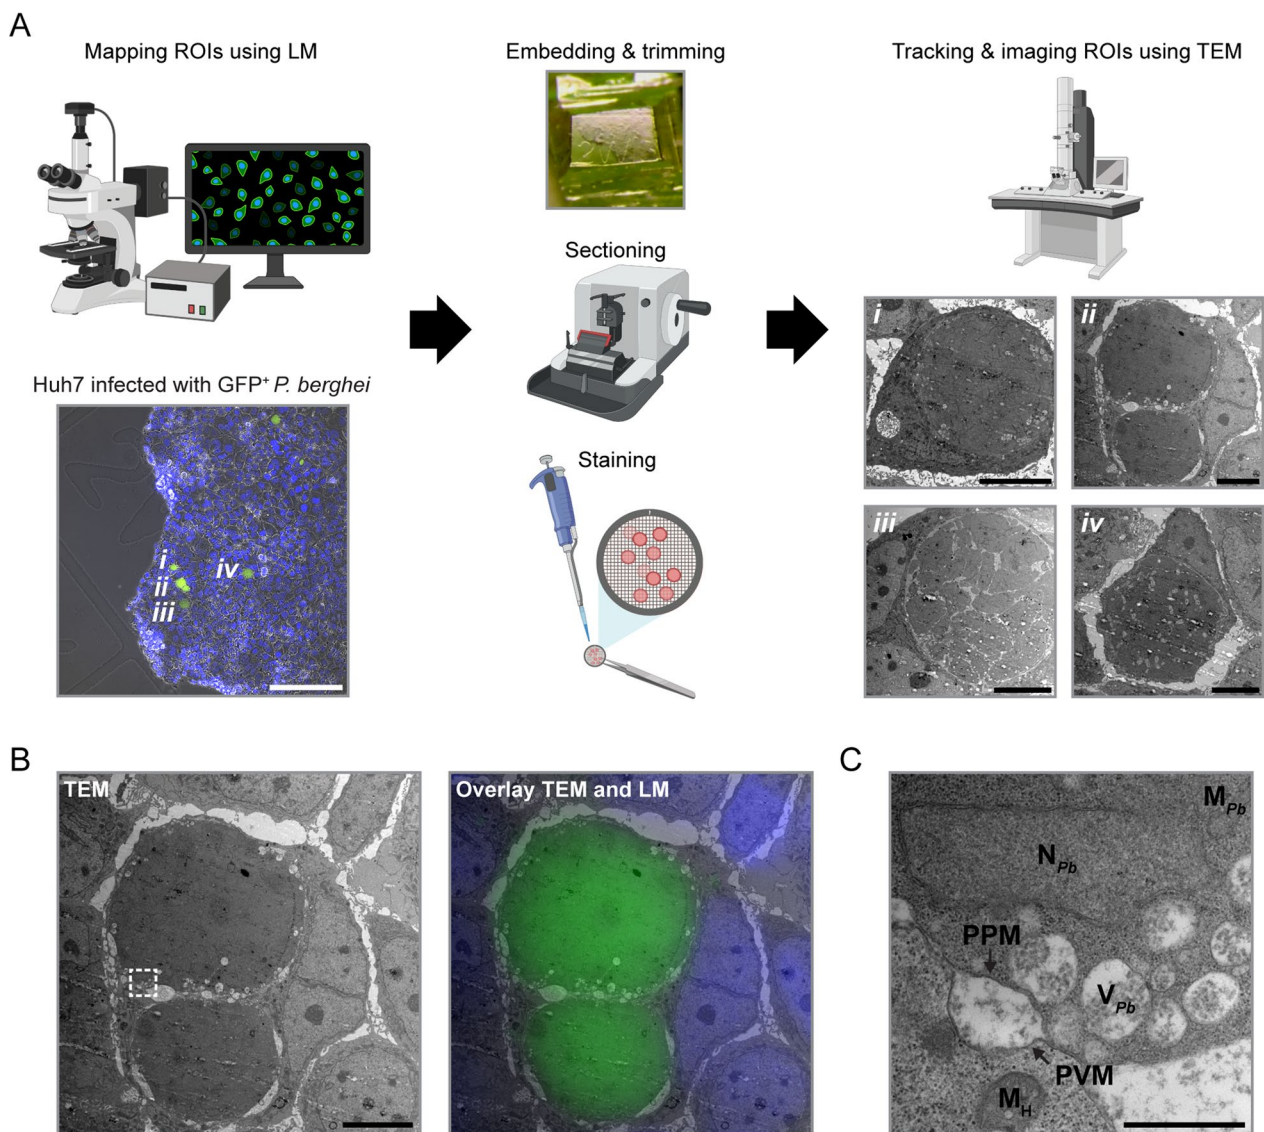 A
Mapping ROIs using LM
Embedding & trimming
Tracking & imaging ROIs using TEM
Sectioning
Huh7 infected with GFP⁺ P. berghei
Staining
i
ii
iii
iv
i
ii
iii
iv
B
TEM
Overlay TEM and LM
C
M_Pb
N_Pb
PPM
V_Pb
PVM
M_H